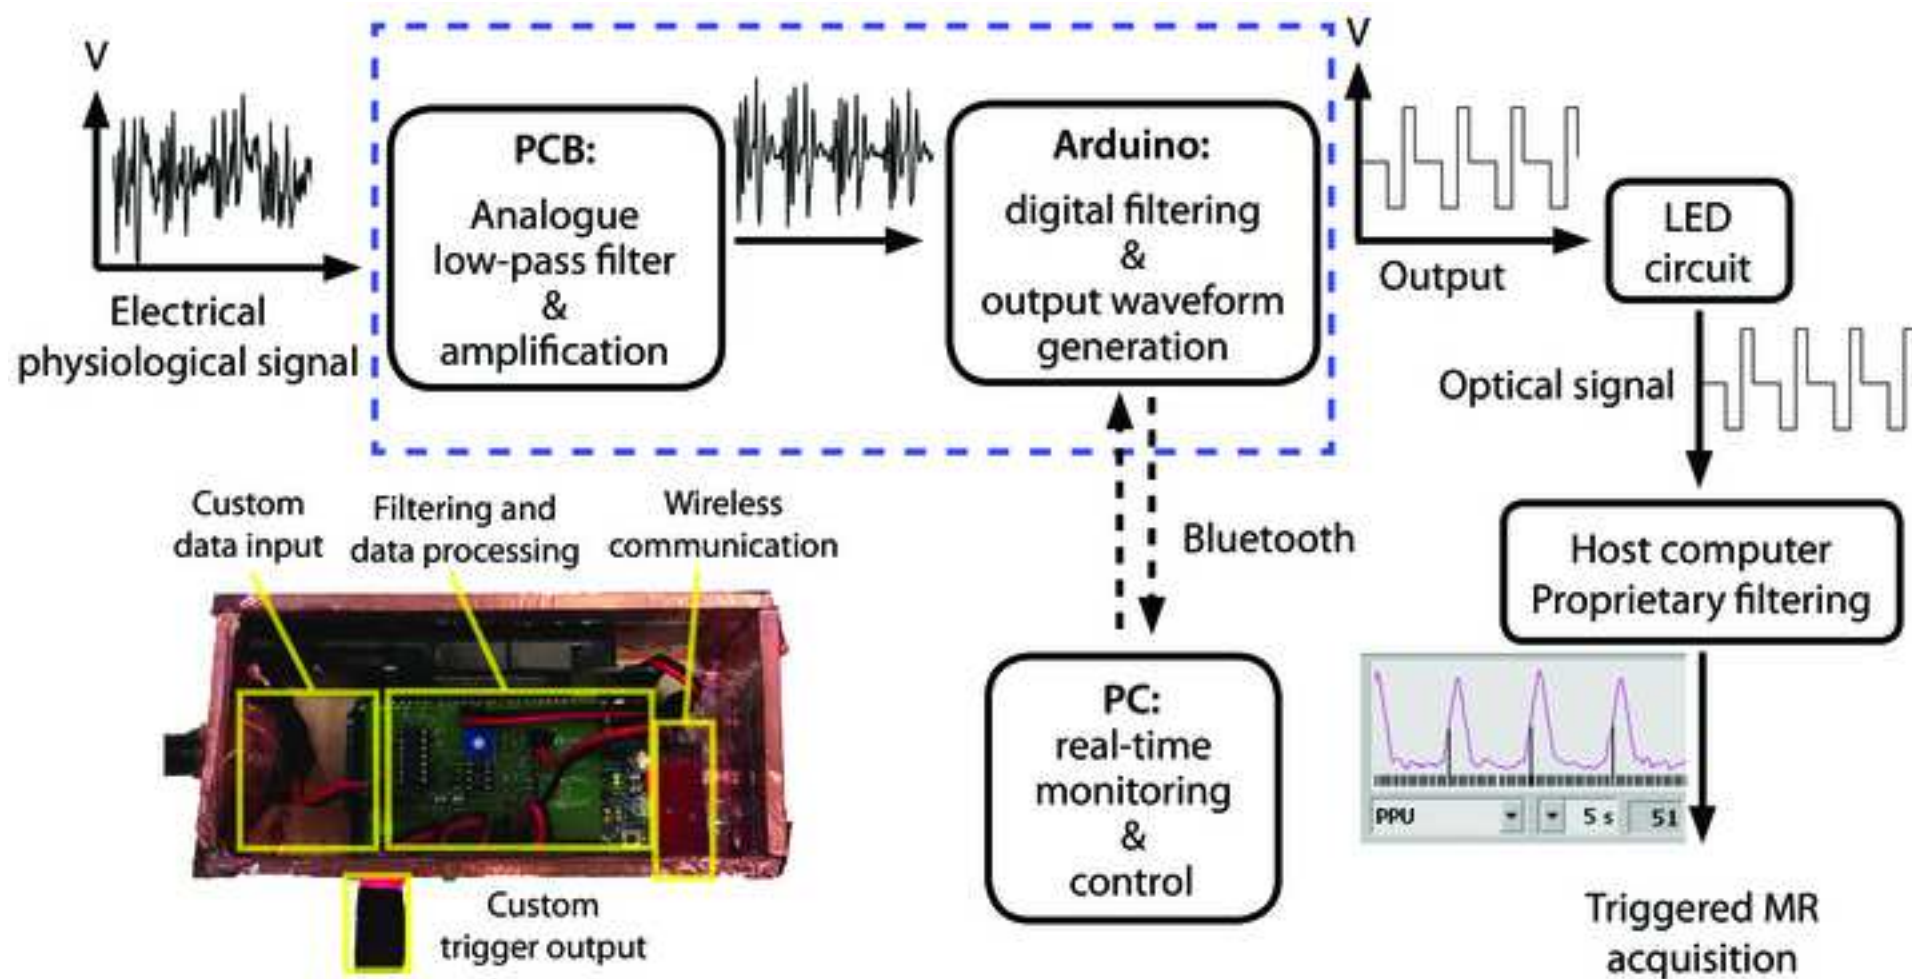 V
Electrical
physiological signal
PCB:
Analogue
low-pass filter
&
amplification
Arduino:
digital filtering
&
output waveform
generation
V
Output
LED
circuit
Optical signal
Host computer
Proprietary filtering
PPU
5 s
51
Triggered MR
acquisition
Bluetooth
PC:
real-time
monitoring
&
control
Custom
data input
Filtering and
data processing
Wireless
communication
Custom
trigger output